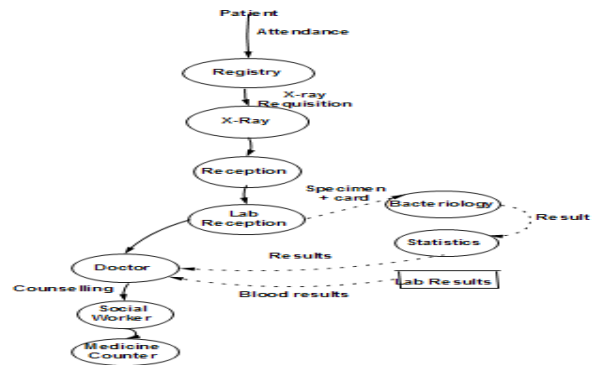 Patient
Attendance
Registry
X-ray
Requisition
X-Ray
Reception
Specimen
+ card
Lab
Reception
Bacteriology
Result
Statistics
Results
Doctor
Lab Results
Counselling
Blood results
Social
Worker
Medicine
Counter